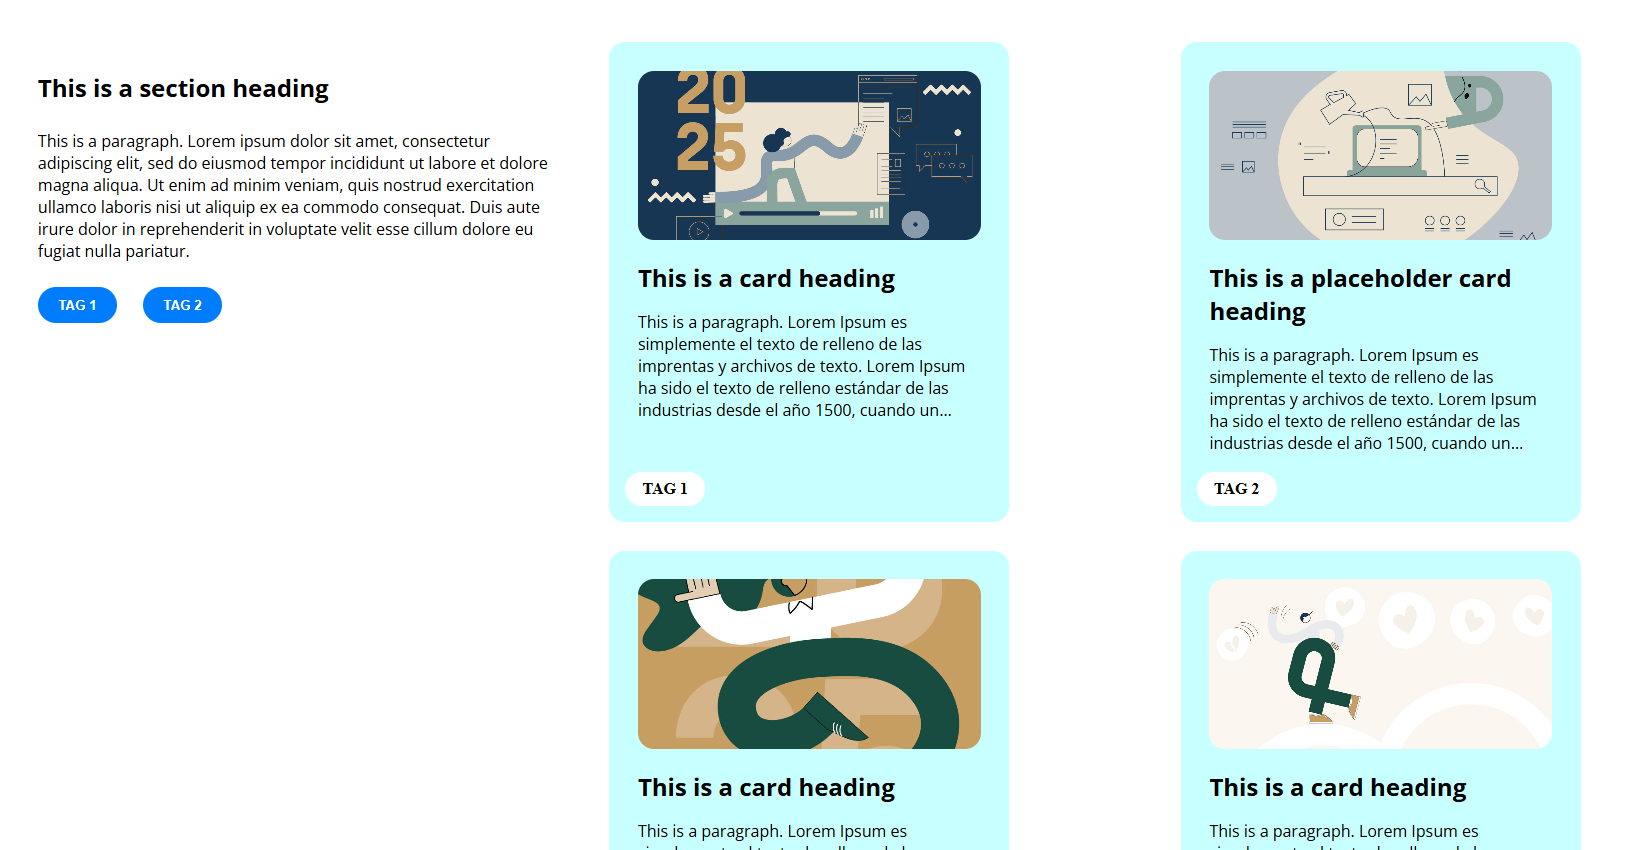 This is a section heading
This is a paragraph. Lorem ipsum dolor sit amet, consectetur
adipiscing elit, sed do eiusmod tempor incididunt ut labore et dolore
magna aliqua. Ut enim ad minim veniam, quis nostrud exercitation
ullamco laboris nisi ut aliquip ex ea commodo consequat. Duis aute
irure dolor in reprehenderit in voluptate velit esse cillum dolore eu
fugiat nulla pariatur.
TAG 1
TAG 2
20
25
This is a card heading
This is a paragraph. Lorem Ipsum es
simplemente el texto de relleno de las
imprentas y archivos de texto. Lorem Ipsum
ha sido el texto de relleno estándar de las
industrias desde el año 1500, cuando un...
TAG 1
This is a placeholder card
heading
This is a paragraph. Lorem Ipsum es
simplemente el texto de relleno de las
imprentas y archivos de texto. Lorem Ipsum
ha sido el texto de relleno estándar de las
industrias desde el año 1500, cuando un...
TAG 2
This is a card heading
This is a paragraph. Lorem Ipsum es
This is a card heading
This is a paragraph. Lorem Ipsum es